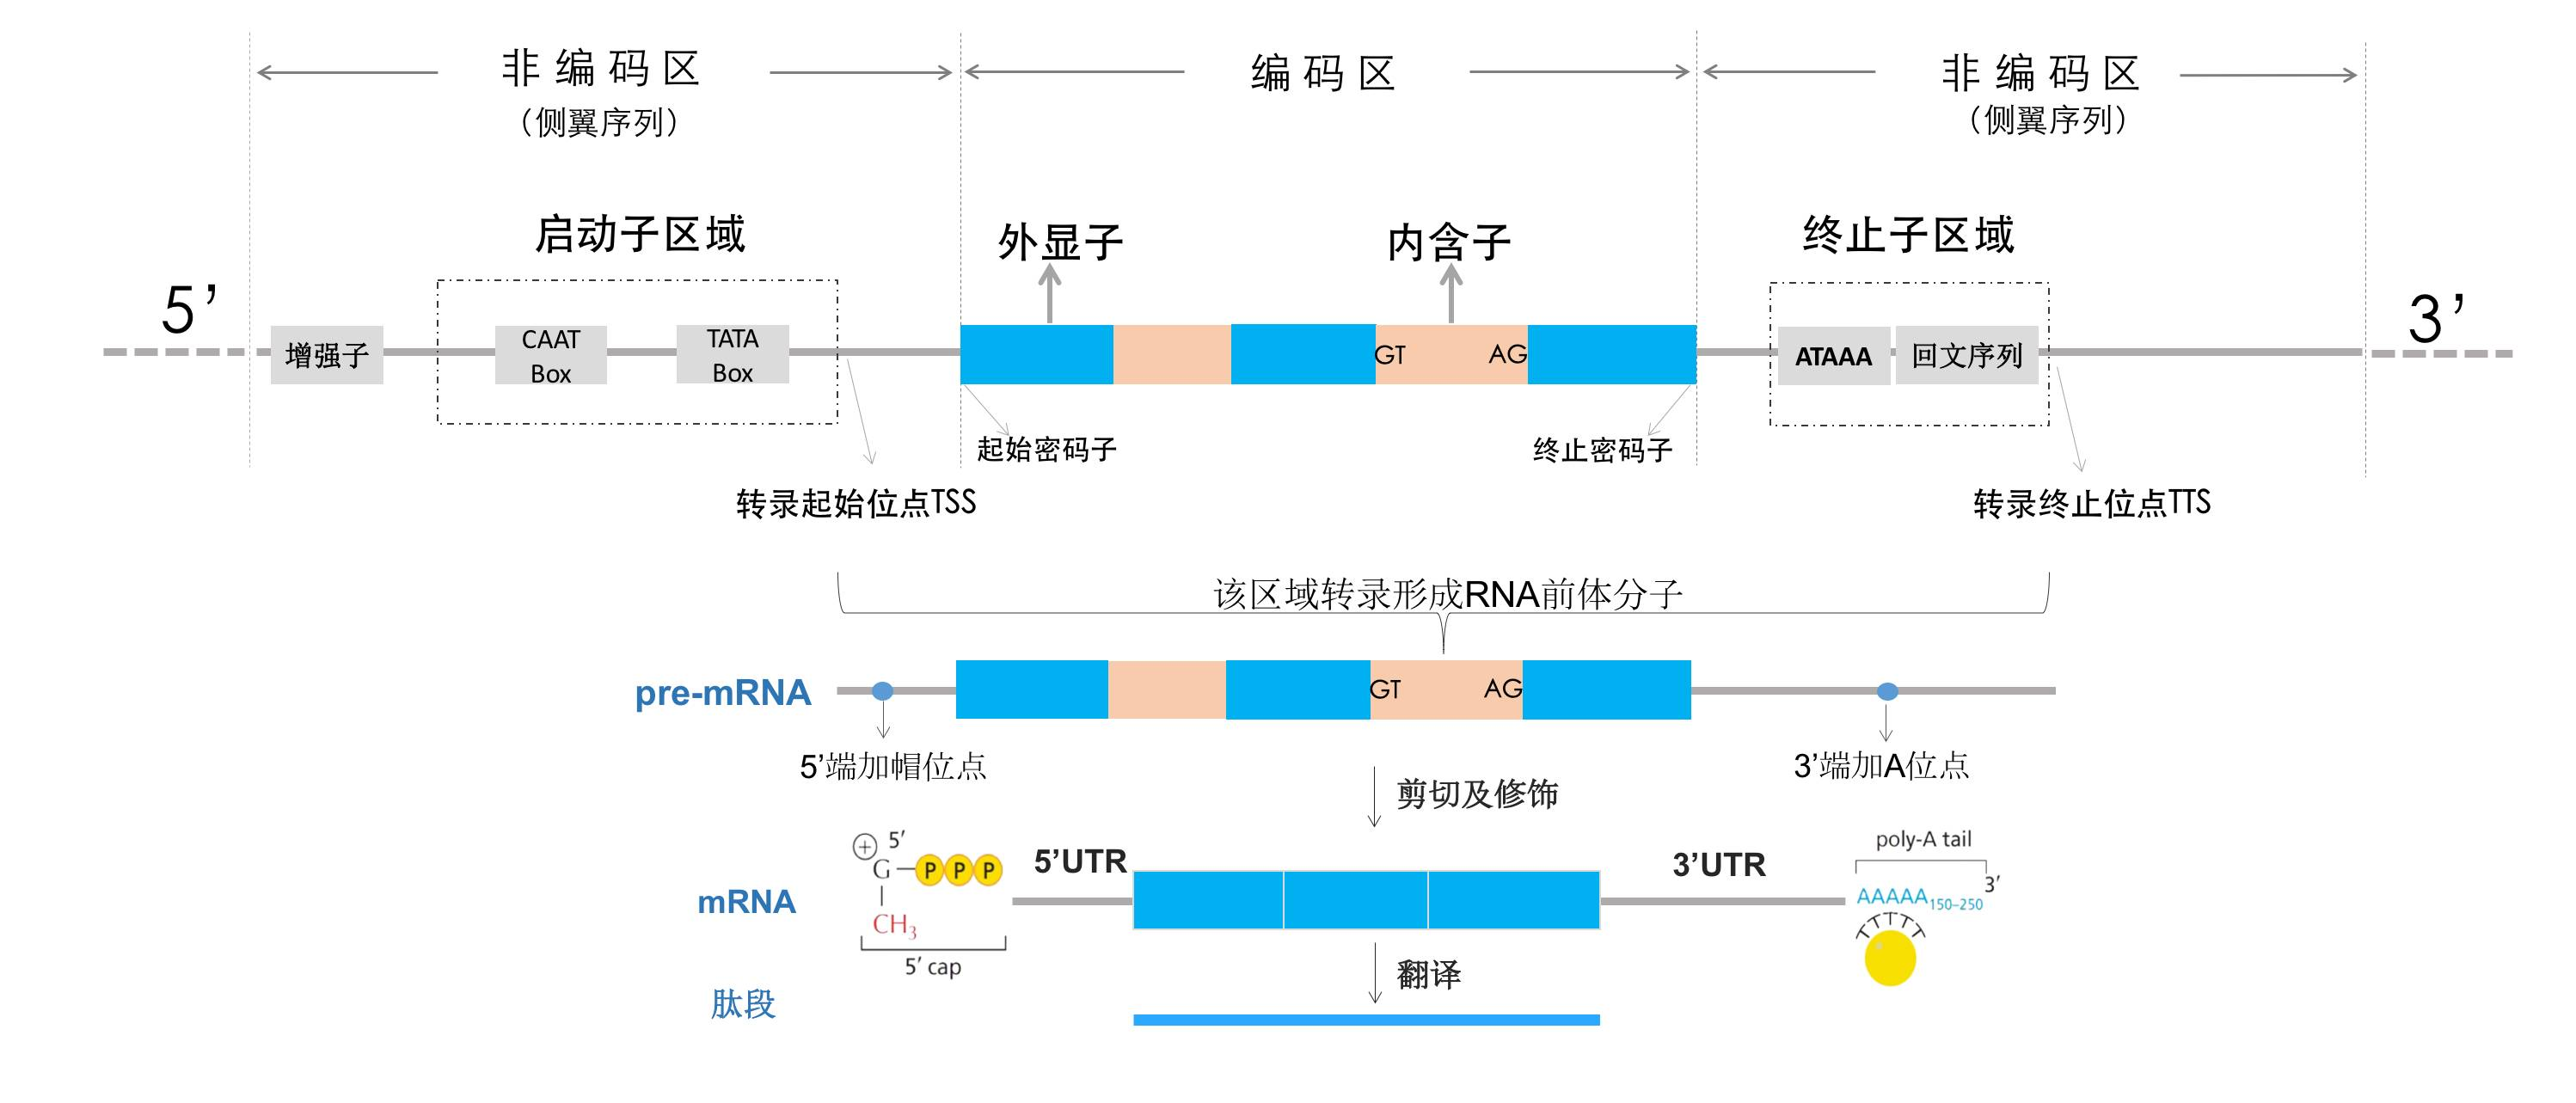 非编码区
(侧翼序列)
编码区
非编码区
(侧翼序列)
启动子区域
外显子
内含子
终止子区域
5’
3’
增强子
CAAT
Box
TATA
Box
GT
AG
ATAAA
回文序列
起始密码子
终止密码子
转录起始位点TSS
转录终止位点TTS
该区域转录形成RNA前体分子
pre-mRNA
GT
AG
5’端加帽位点
3’端加A位点
剪切及修饰
mRNA
+
5′
G
P P P
CH3
5′ cap
5’UTR
3’UTR
poly-A tail
AAAAA150–250
3′
TTTTT
翻译
肽段